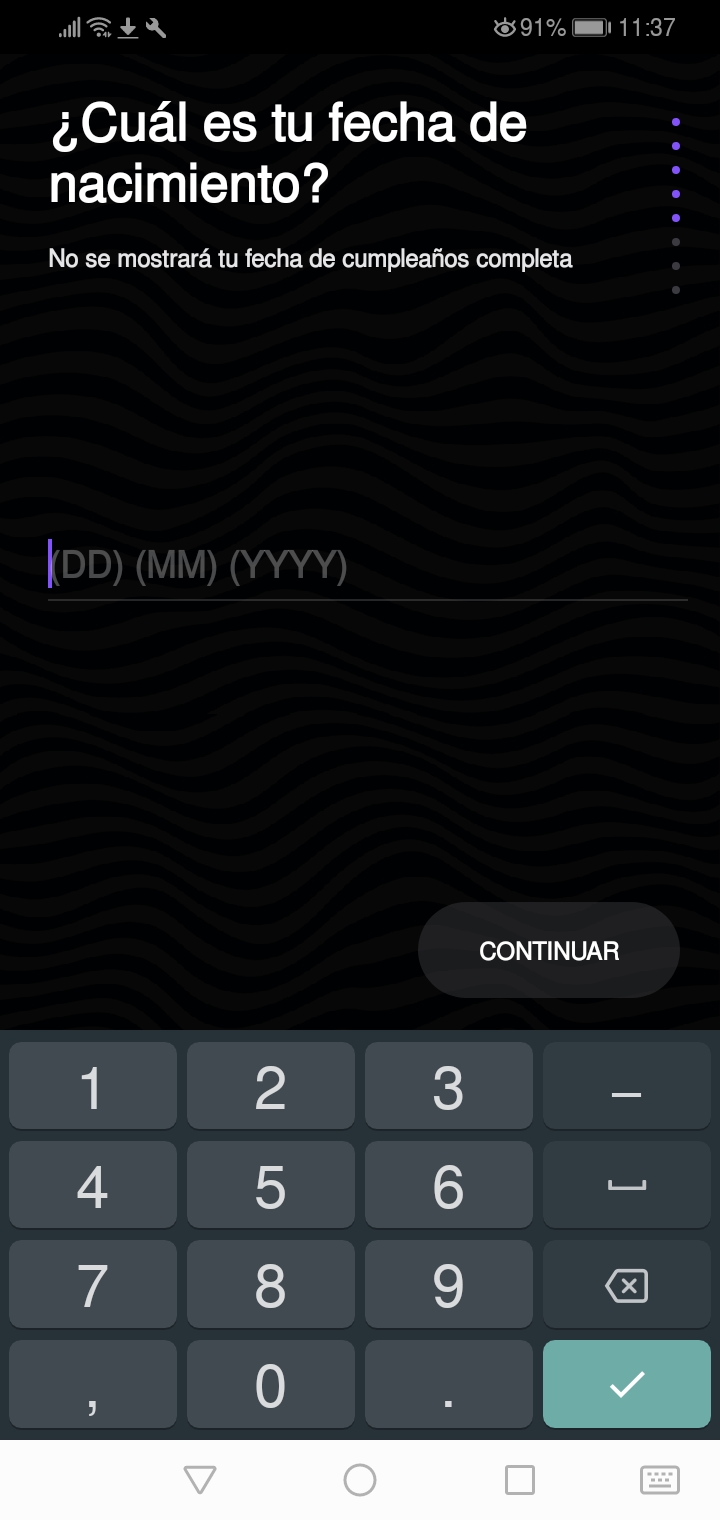 91% 11:37
¿Cuál es tu fecha de
nacimiento?
No se mostrará tu fecha de cumpleaños completa
(DD) (MM) (YYYY)
CONTINUAR
1 2 3 –
4 5 6
7 8 9
, 0 .